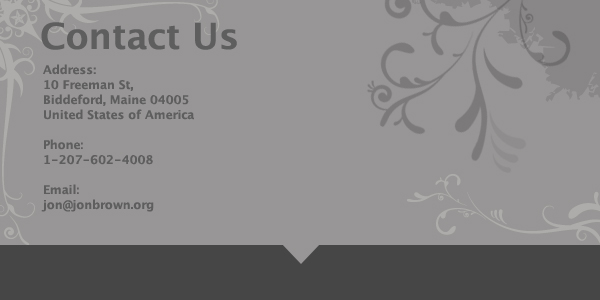 Contact Us
Address:
10 Freeman St,
Biddeford, Maine 04005
United States of America
Phone:
1-207-602-4008
Email:
jon@jonbrown.org